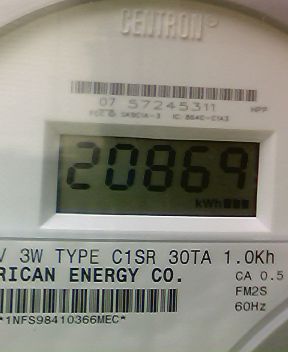 CENTRON®
07 57245311
20869
kWh
V 3W TYPE C1SR 30TA 1.0Kh
RICAN ENERGY CO. CA 0.5
FM2S
*1NFS98410366MEC* 60Hz